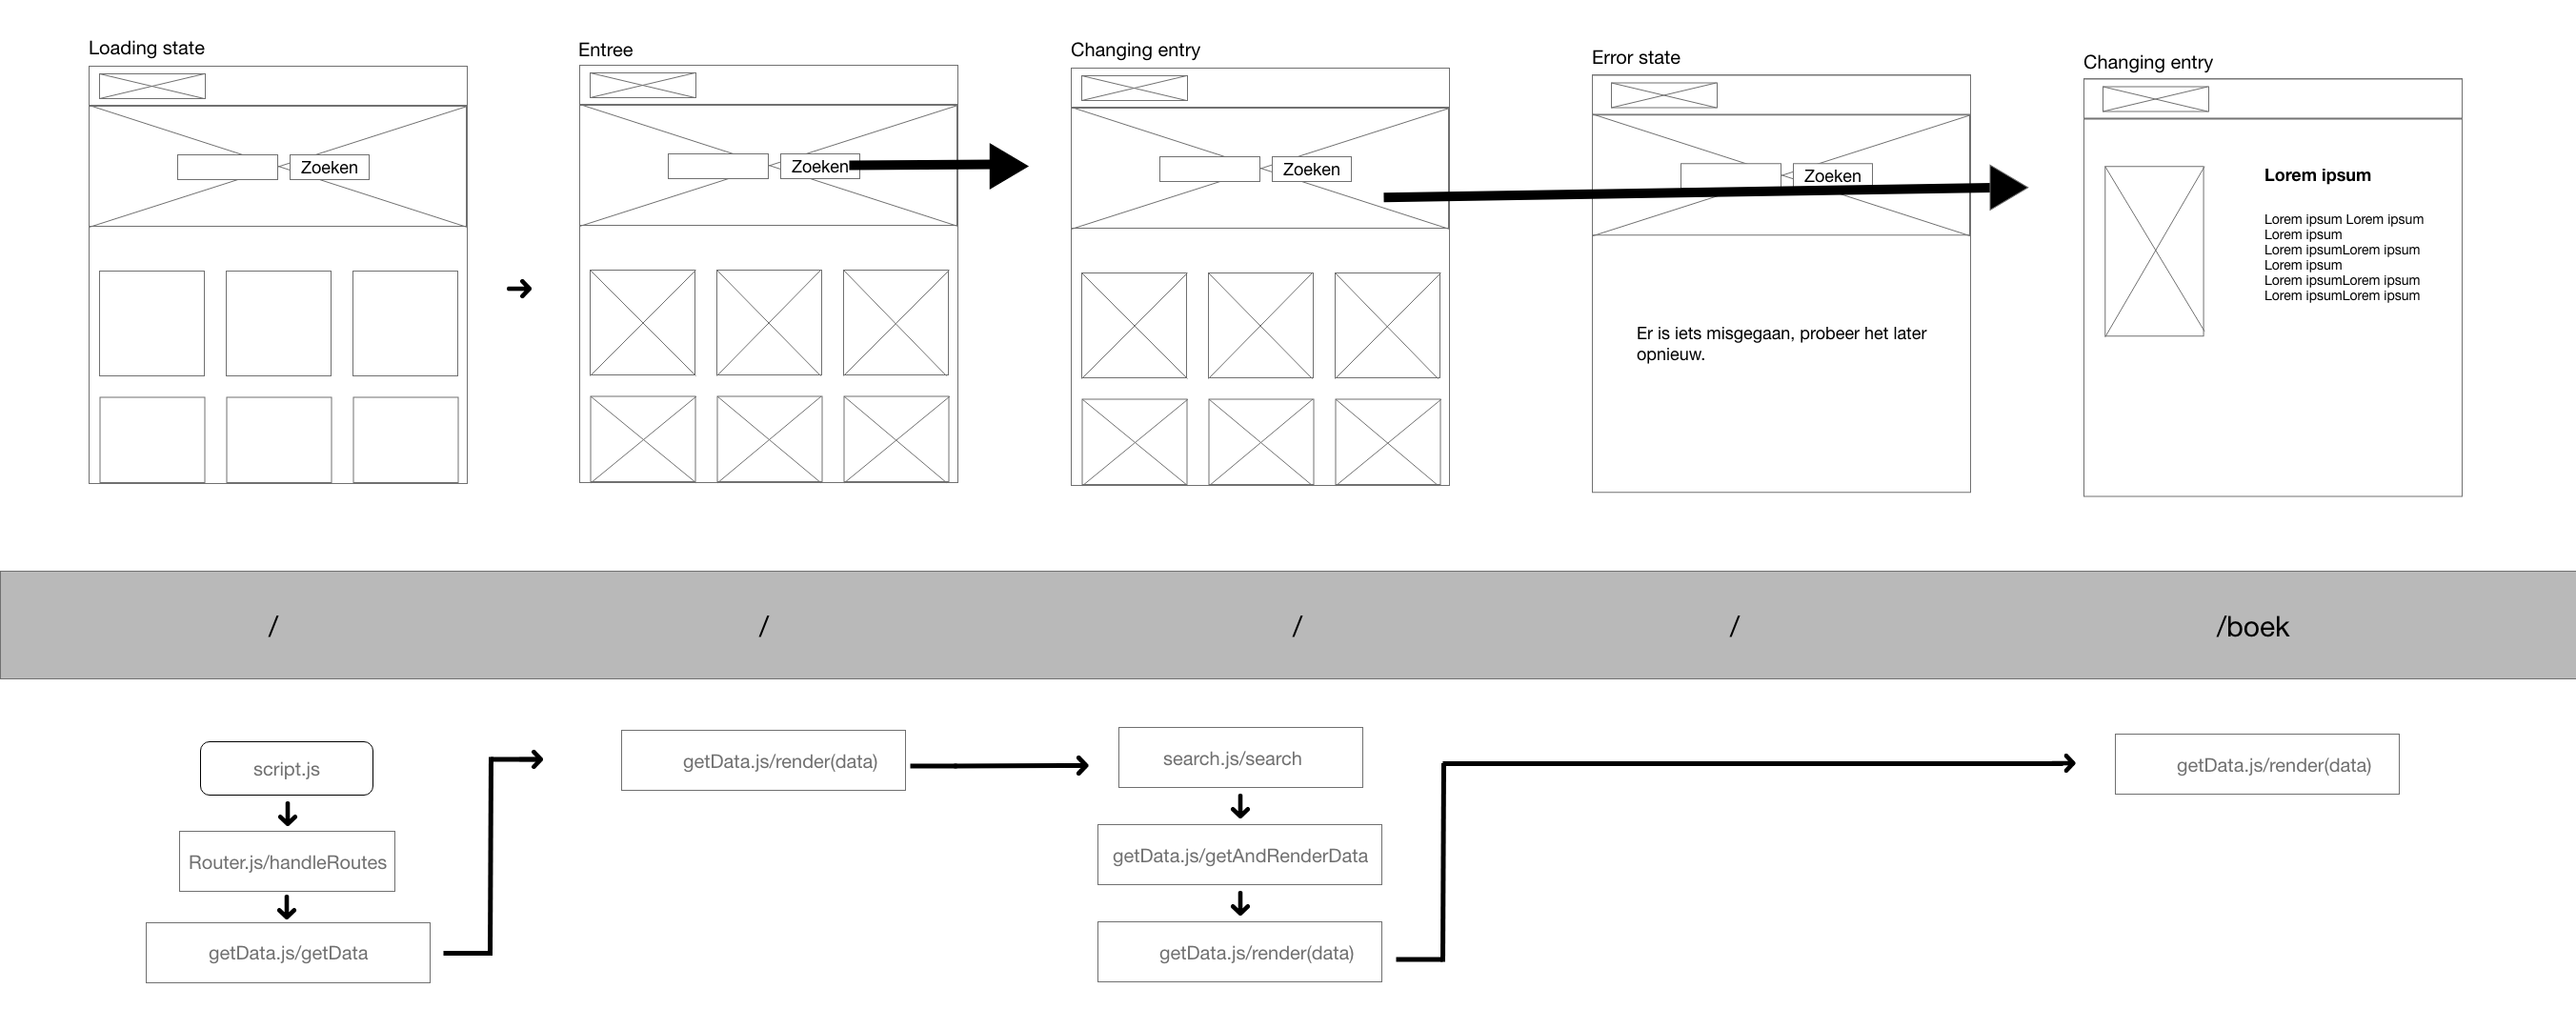 Loading state
Zoeken
Entree
Zoeken
Changing entry
Zoeken
Error state
Zoeken
Er is iets misgegaan, probeer het later
opnieuw.
Changing entry
Lorem ipsum
Lorem ipsum Lorem ipsum
Lorem ipsum
Lorem ipsumLorem ipsum
Lorem ipsum
Lorem ipsumLorem ipsum
Lorem ipsumLorem ipsum
/
/
/
/
/boek
script.js
Router.js/handleRoutes
getData.js/getData
getData.js/render(data)
search.js/search
getData.js/getAndRenderData
getData.js/render(data)
getData.js/render(data)